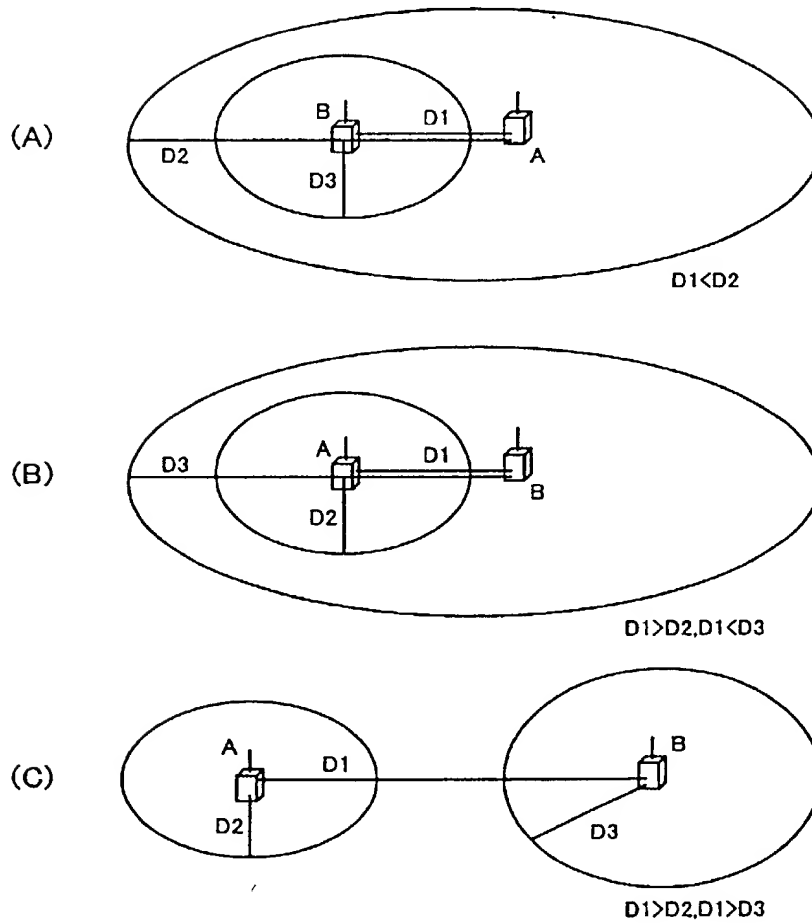 (A)
B
D1
A
D2
D3
D1<D2
(B)
A
D1
B
D3
D2
D1>D2,D1<D3
(C)
A
D1
B
D2
D3
D1>D2,D1>D3